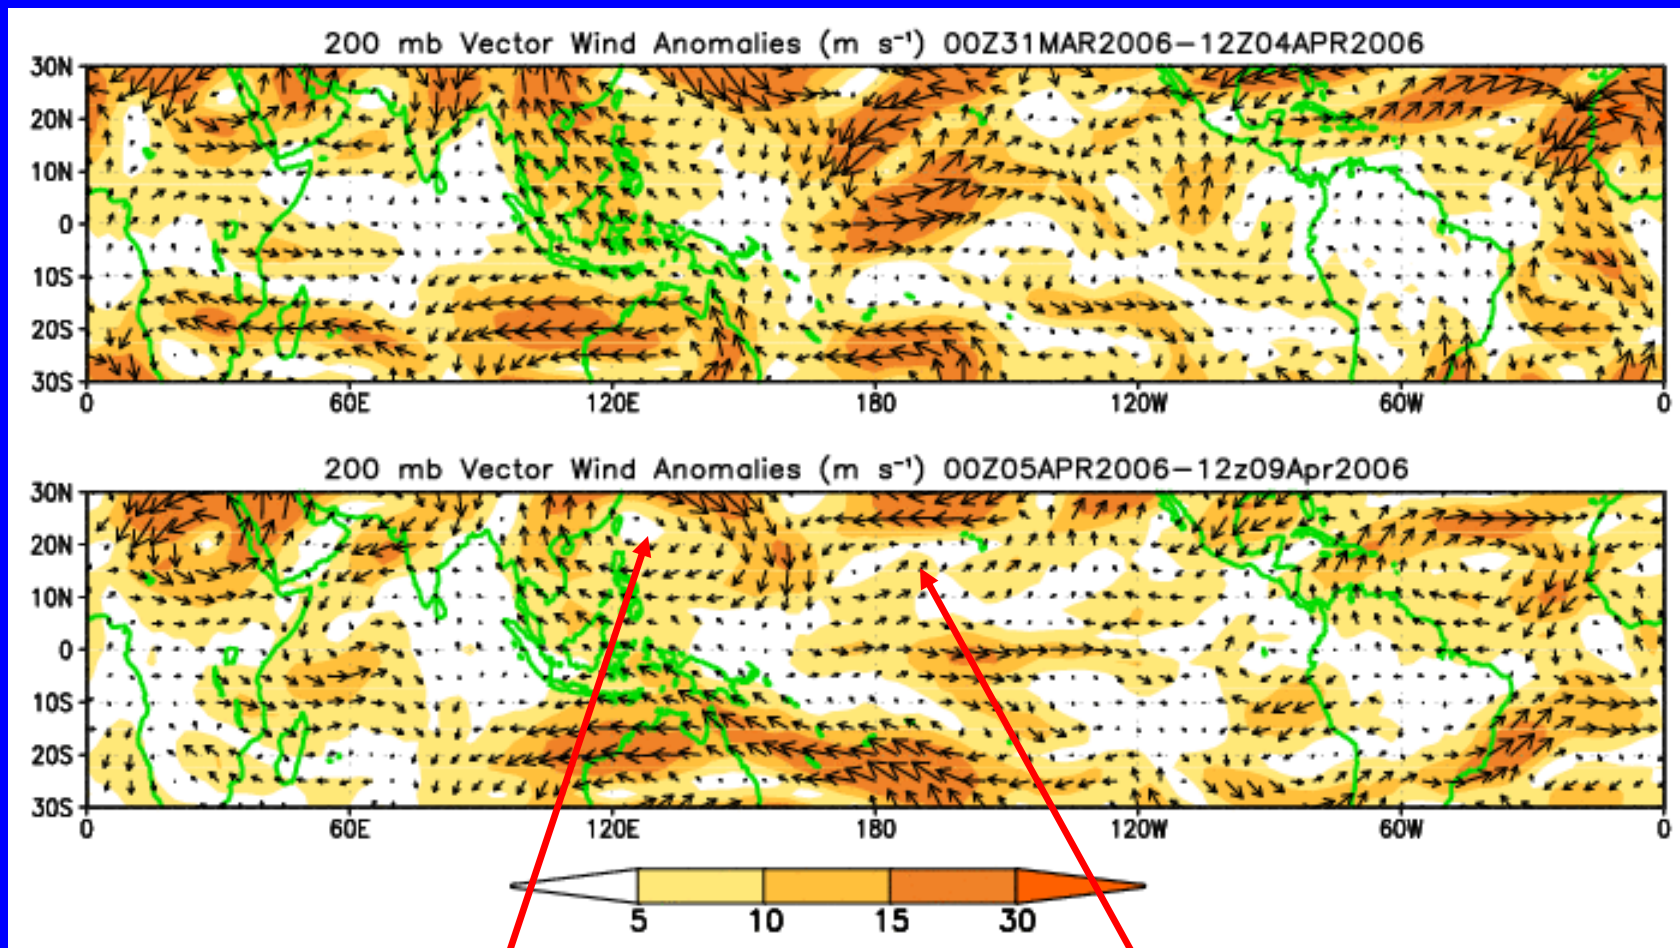 200 mb Vector Wind Anomalies (m s⁻¹) 00Z31MAR2006–12Z04APR2006
30N
20N
10N
0
10S
20S
30S
0 60E 120E 180 120W 60W 0
200 mb Vector Wind Anomalies (m s⁻¹) 00Z05APR2006–12z09Apr2006
30N
20N
10N
0
10S
20S
30S
0 60E 120E 180 120W 60W 0
5 10 15 30